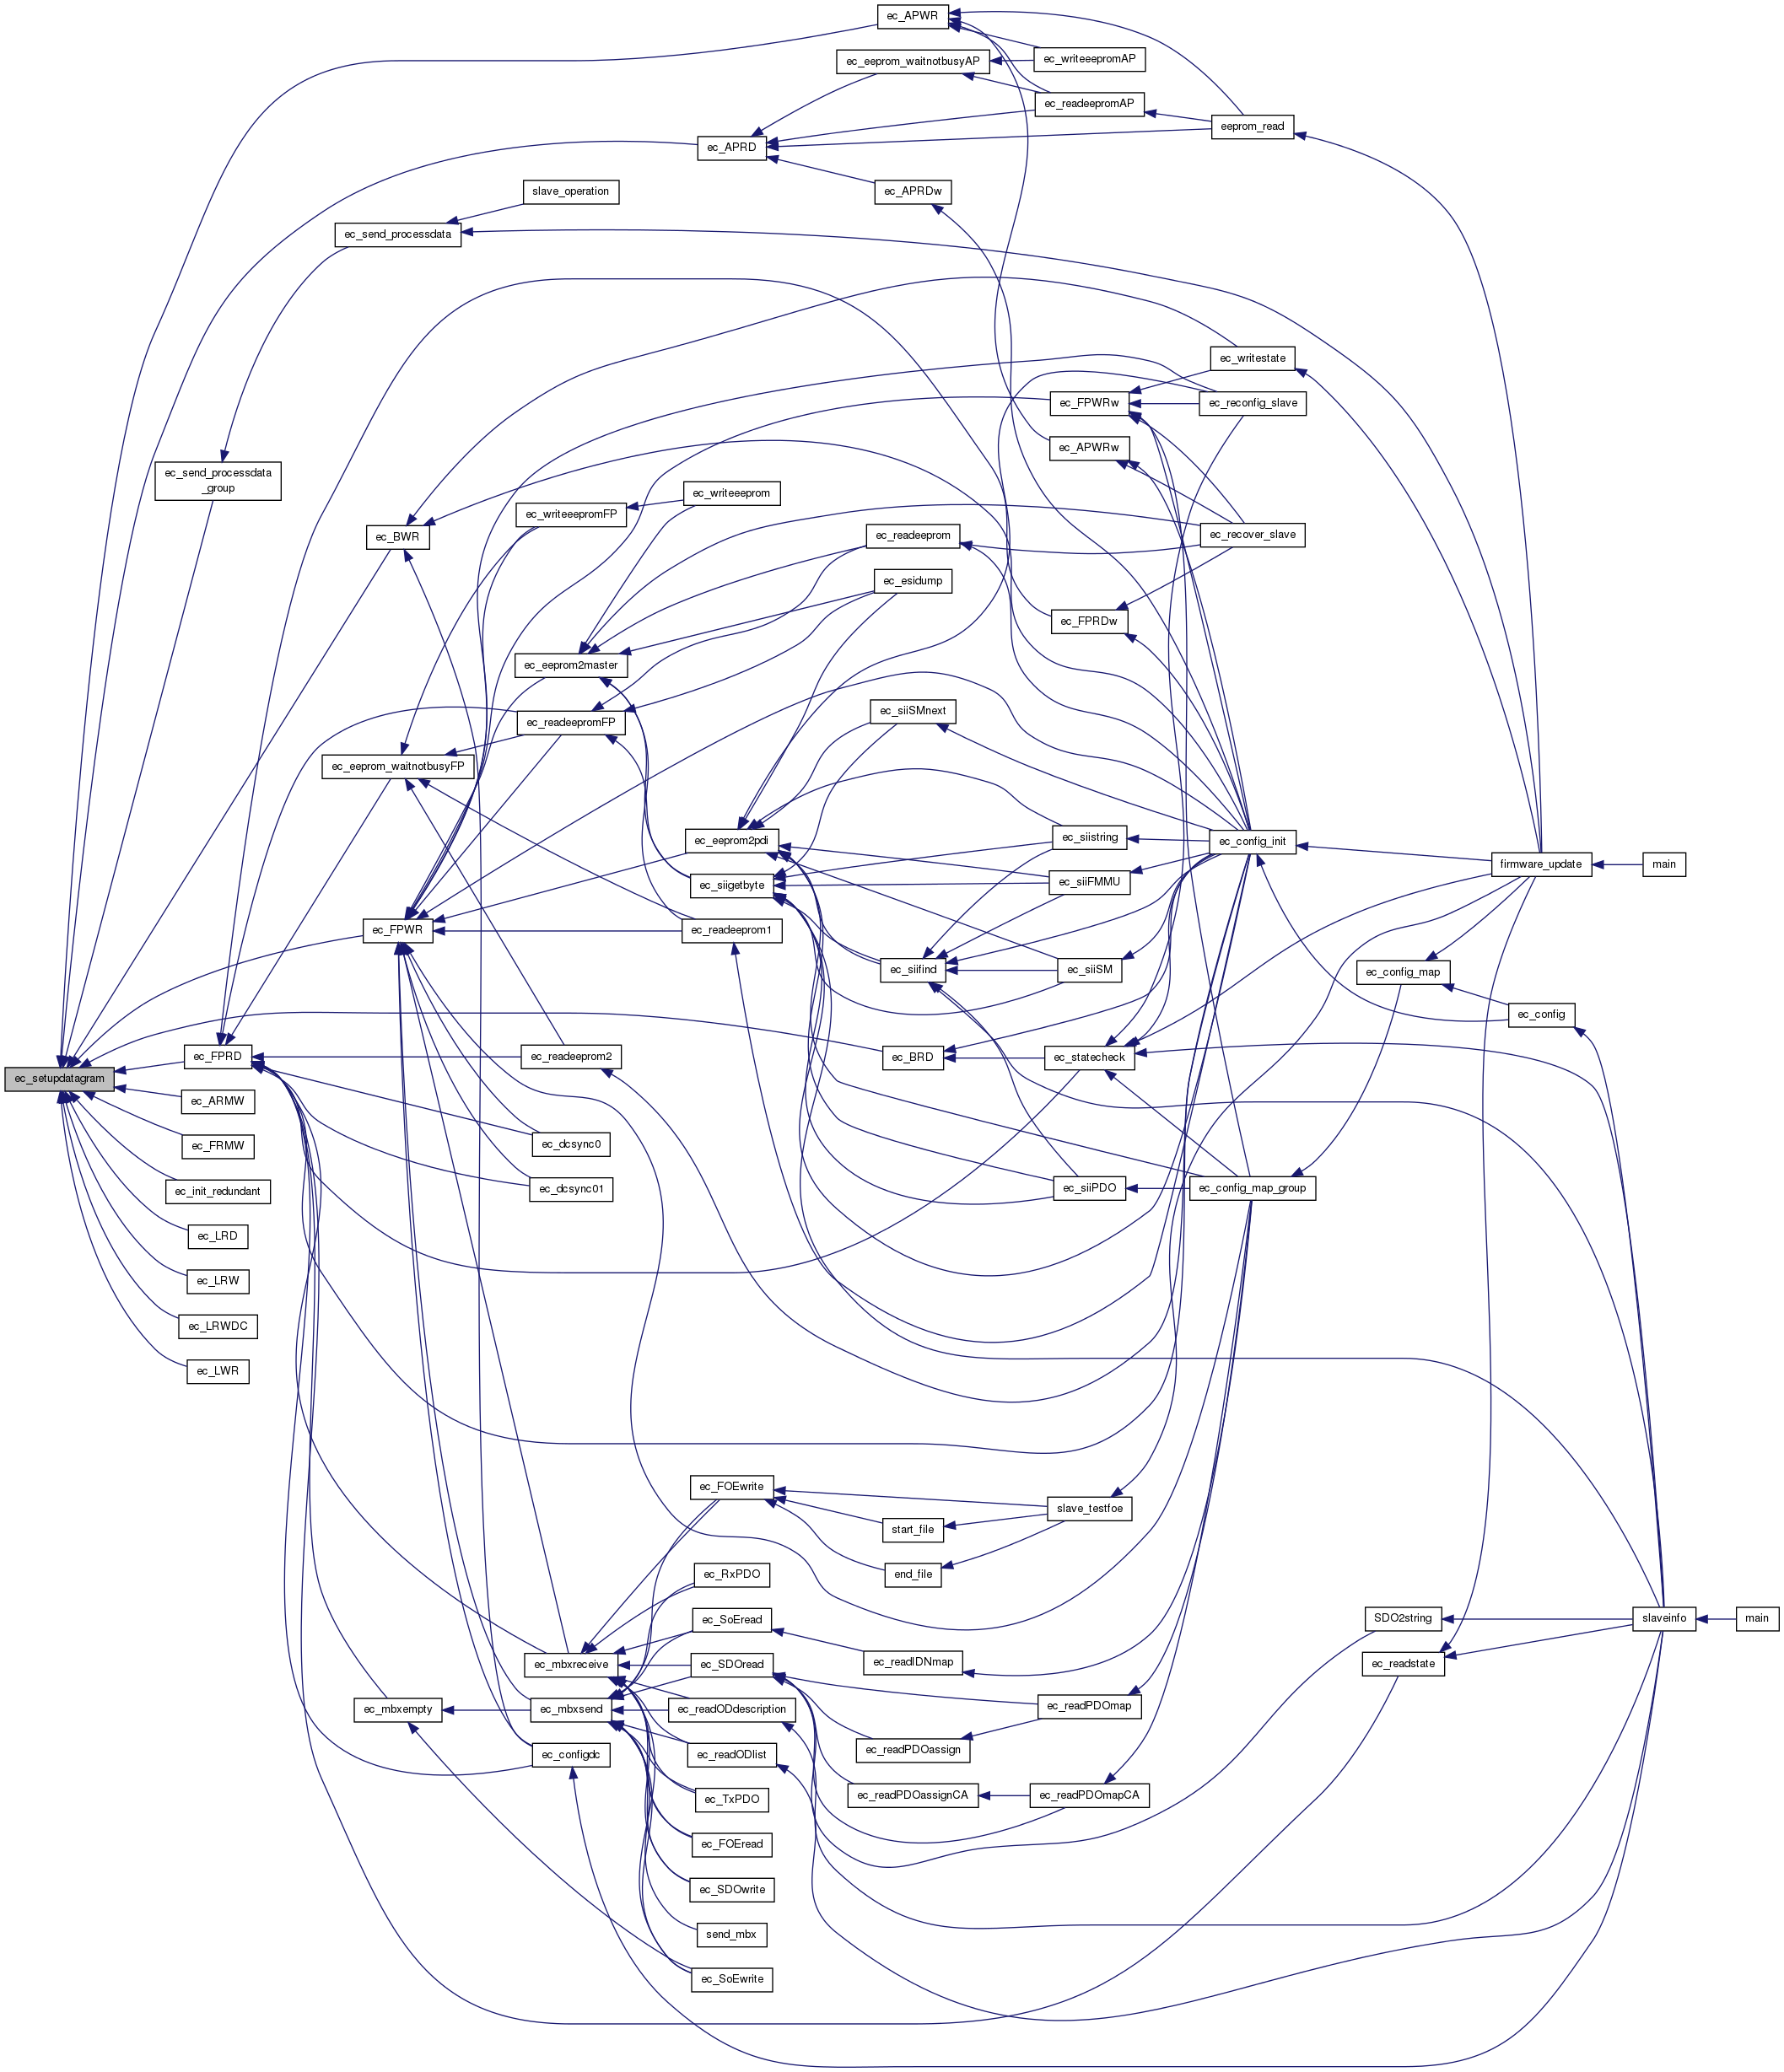 ec_APWR
ec_eeprom_waitnotbusyAP
ec_writeeepromAP
ec_readeepromAP
eeprom_read
ec_APRD
slave_operation
ec_APRDw
ec_send_processdata
ec_writestate
ec_FPWRw
ec_reconfig_slave
ec_APWRw
ec_send_processdata
_group
ec_writeeeprom
ec_writeeepromFP
ec_BWR
ec_readeeprom
ec_recover_slave
ec_esidump
ec_FPRDw
ec_eeprom2master
ec_siiSMnext
ec_readeepromFP
ec_eeprom_waitnotbusyFP
ec_eeprom2pdi
ec_siistring
ec_config_init
firmware_update
main
ec_siigetbyte
ec_siiFMMU
ec_FPWR
ec_readeeprom1
ec_siifind
ec_siiSM
ec_config_map
ec_config
ec_FPRD
ec_readeeprom2
ec_BRD
ec_statecheck
ec_setupdatagram
ec_ARMW
ec_FRMW
ec_dcsync0
ec_init_redundant
ec_dcsync01
ec_siiPDO
ec_config_map_group
ec_LRD
ec_LRW
ec_LRWDC
ec_LWR
ec_FOEwrite
slave_testfoe
start_file
end_file
ec_RxPDO
ec_SoEread
SDO2string
slaveinfo
main
ec_mbxreceive
ec_SDOread
ec_readIDNmap
ec_readstate
ec_mbxempty
ec_mbxsend
ec_readODdescription
ec_readPDOmap
ec_configdc
ec_readODlist
ec_readPDOassign
ec_TxPDO
ec_readPDOassignCA
ec_readPDOmapCA
ec_FOEread
ec_SDOwrite
send_mbx
ec_SoEwrite